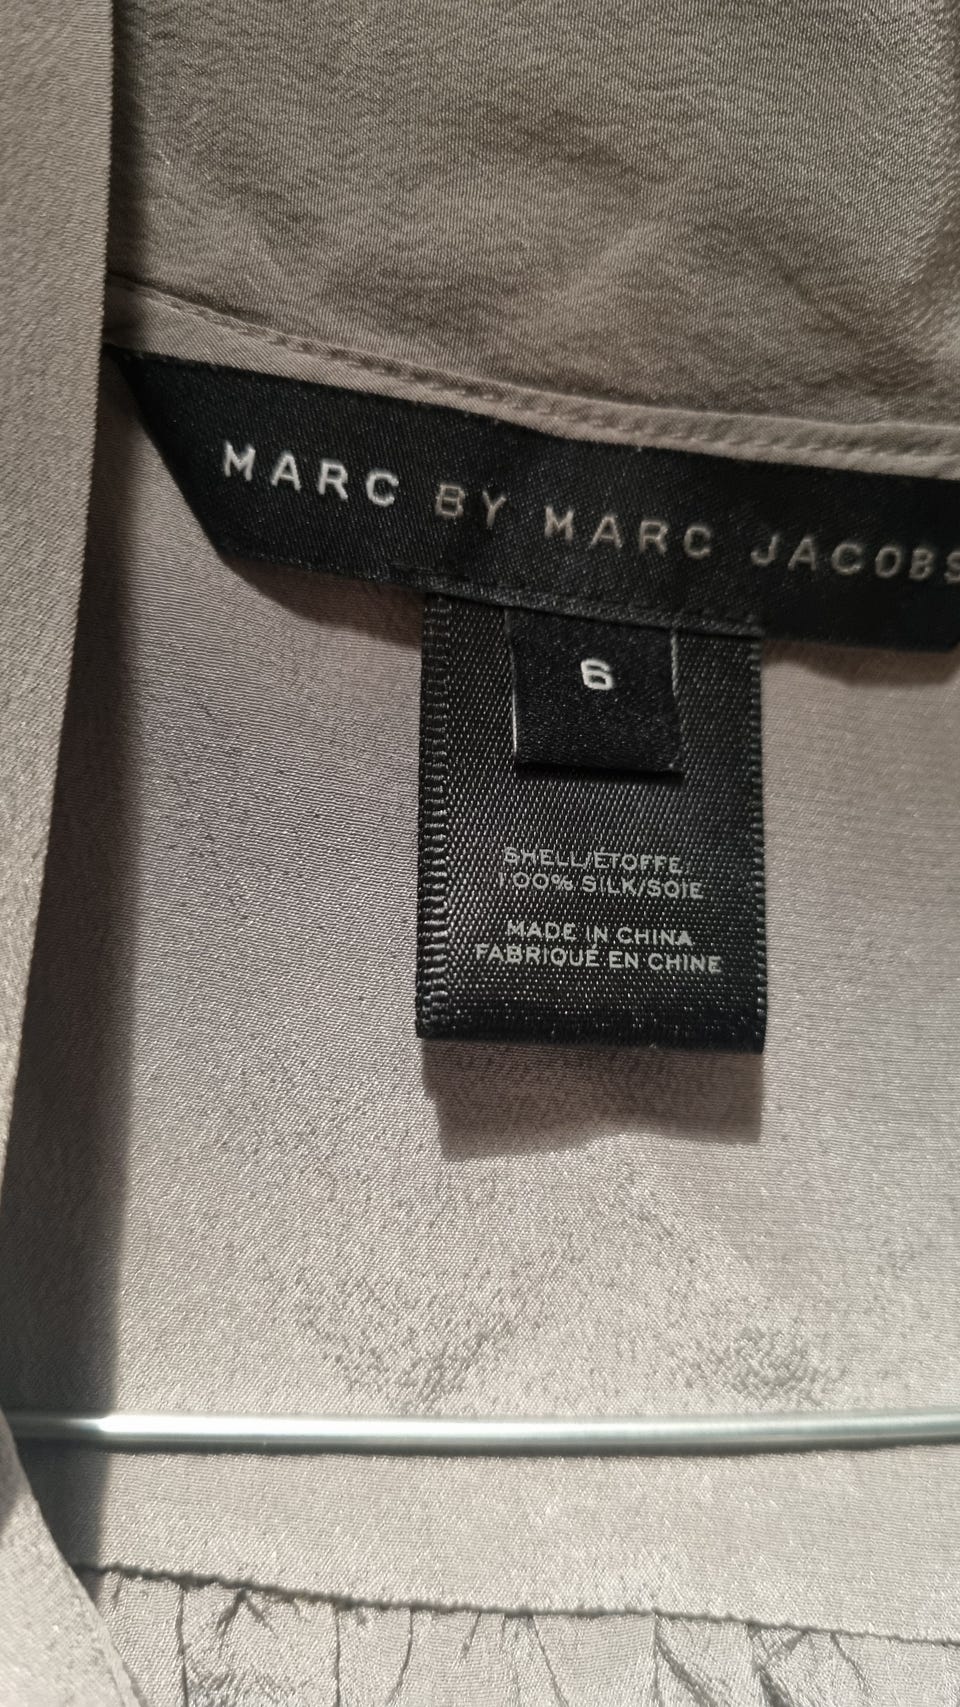 MARC BY MARC JACOBS
6
SHELL/ETOFFE:
100% SILK/SOIE
MADE IN CHINA
FABRIQUÉ EN CHINE